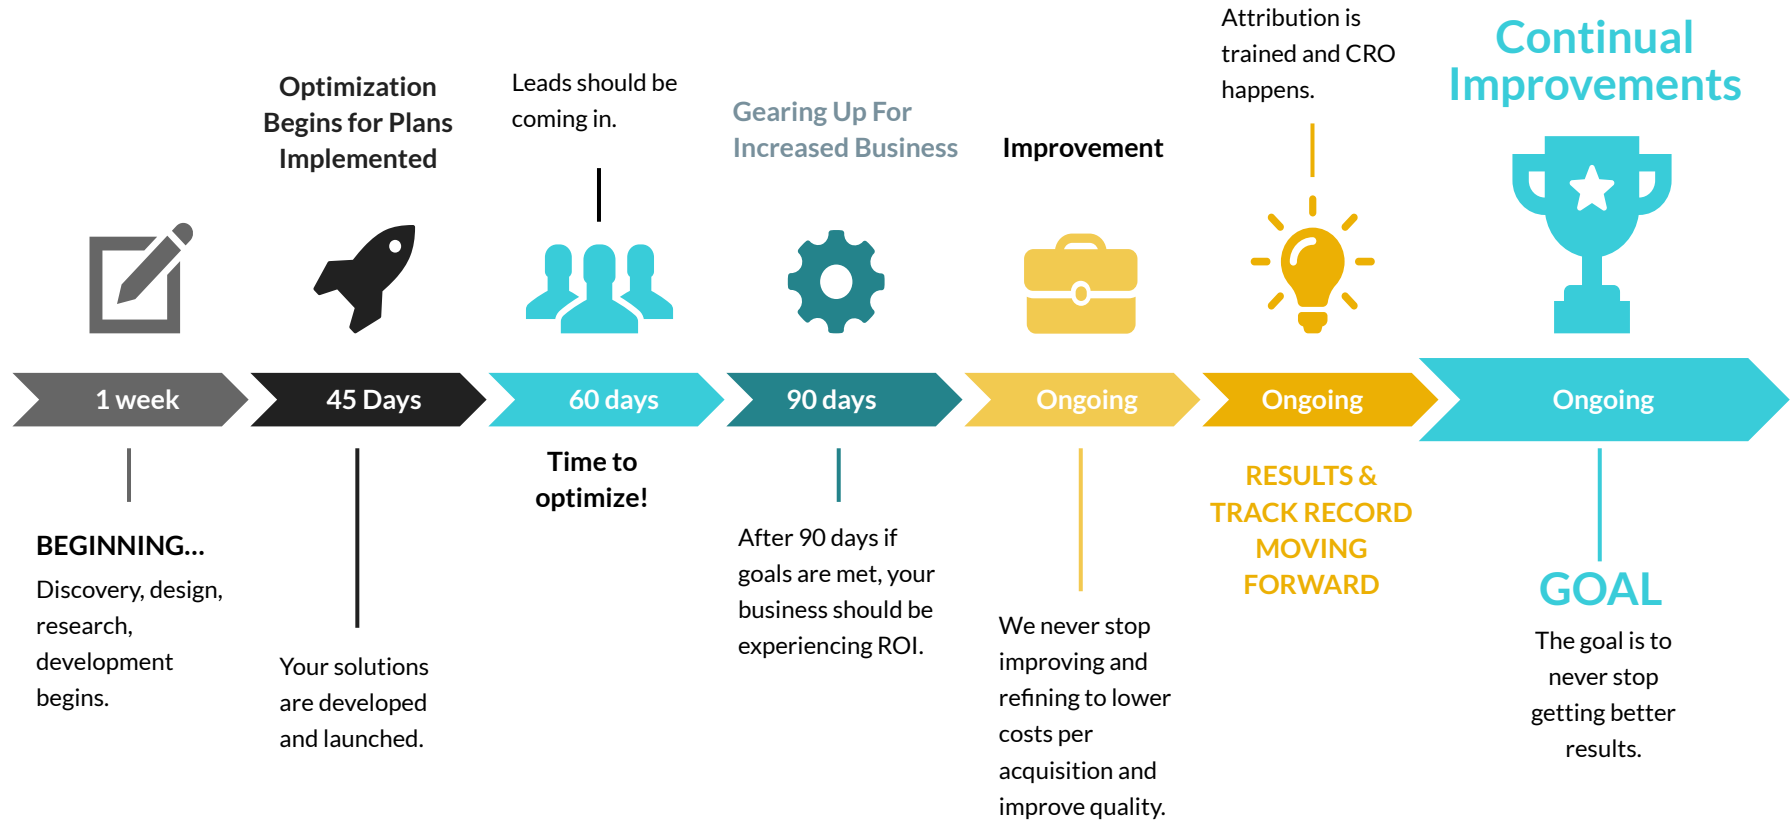 BEGINNING...
Discovery, design,
research,
development
begins.
1 week
Optimization
Begins for Plans
Implemented
45 Days
Your solutions
are developed
and launched.
Leads should be
coming in.
60 days
Time to
optimize!
Gearing Up For
Increased Business
90 days
After 90 days if
goals are met, your
business should be
experiencing ROI.
Improvement
Ongoing
We never stop
improving and
refining to lower
costs per
acquisition and
improve quality.
Attribution is
trained and CRO
happens.
Ongoing
RESULTS &
TRACK RECORD
MOVING
FORWARD
Continual
Improvements
Ongoing
GOAL
The goal is to
never stop
getting better
results.